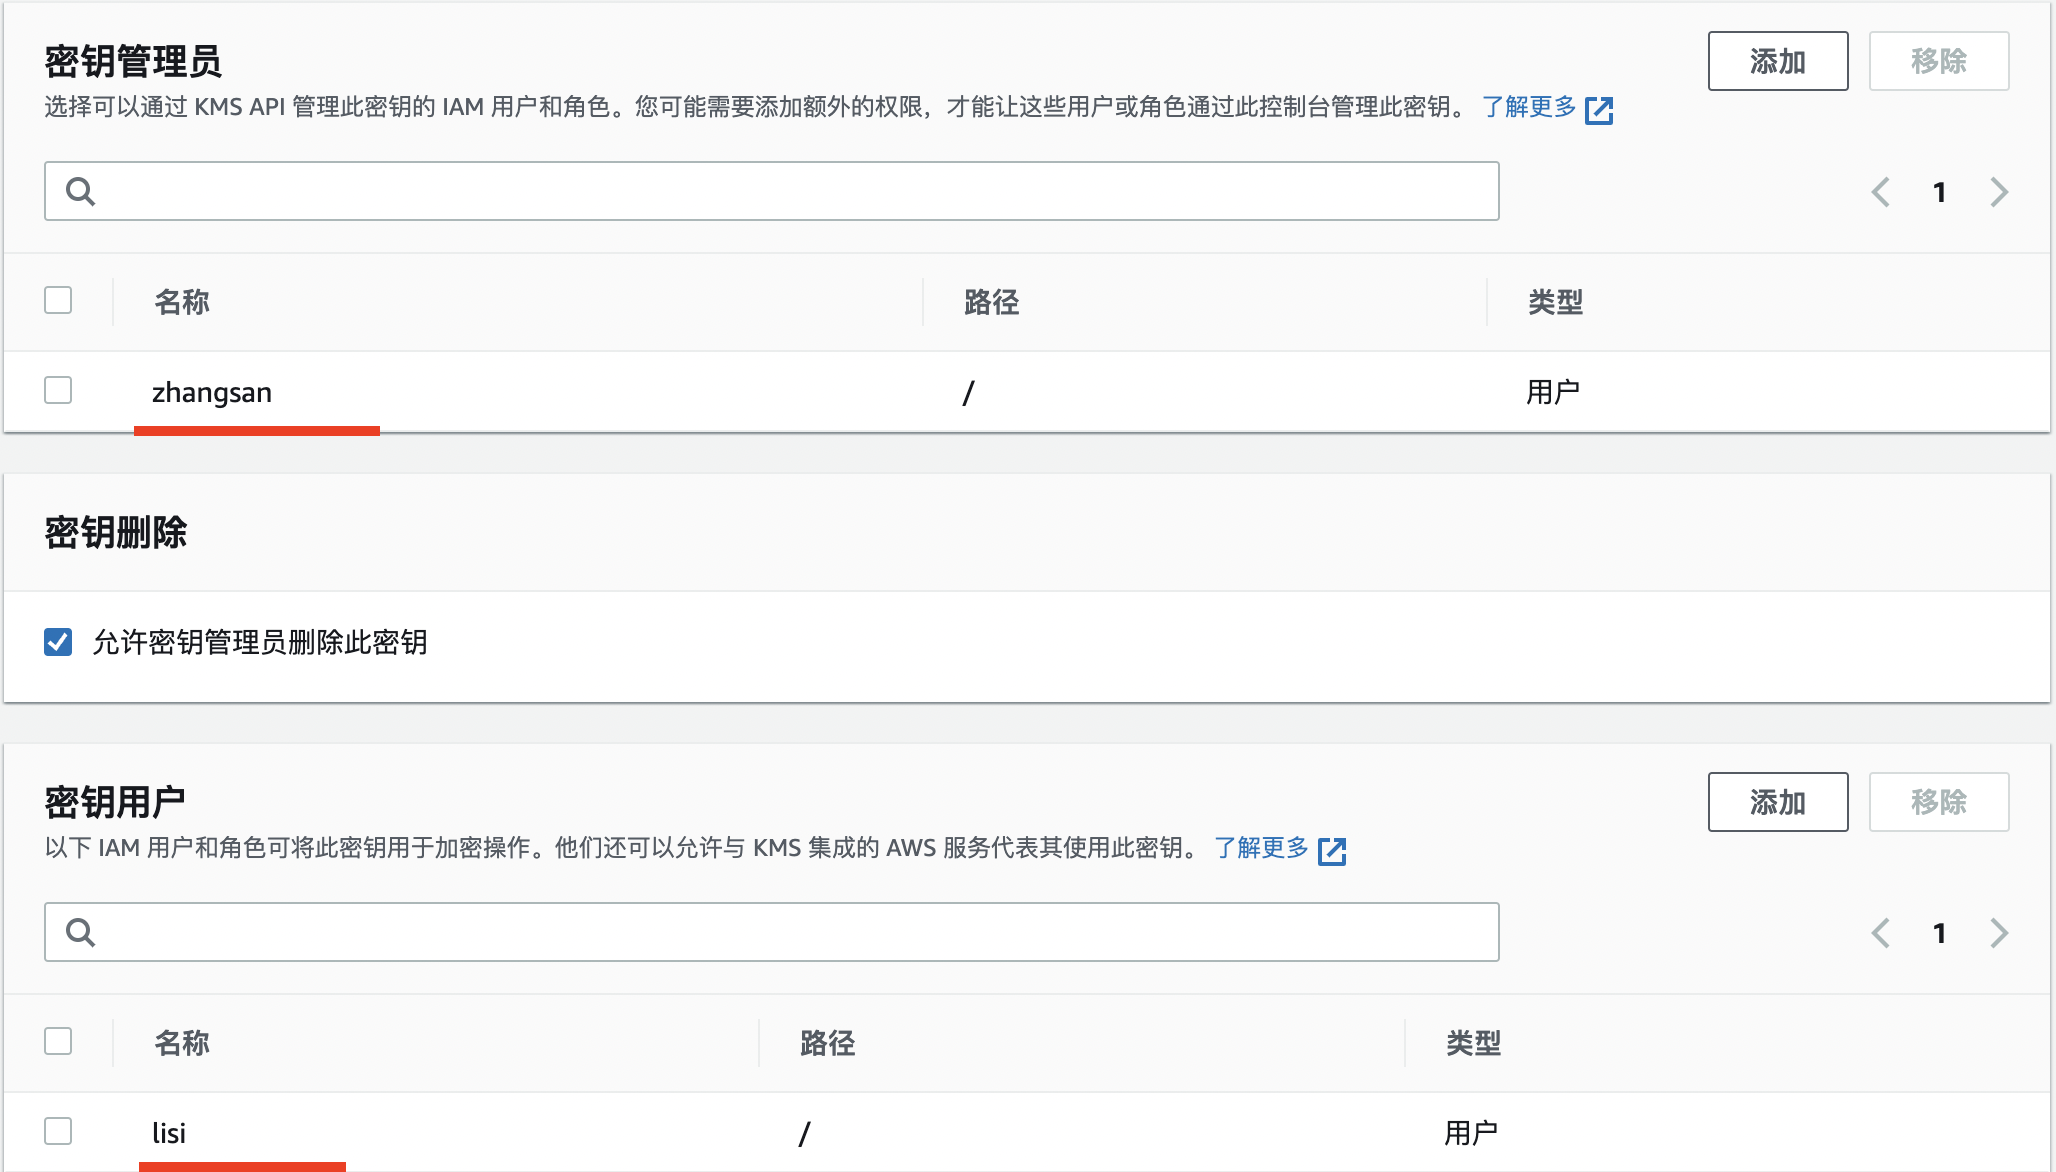 密钥管理员
添加
移除
选择可以通过 KMS API 管理此密钥的 IAM 用户和角色。您可能需要添加额外的权限，才能让这些用户或角色通过此控制台管理此密钥。 了解更多
1
名称 路径 类型
zhangsan / 用户
密钥删除
允许密钥管理员删除此密钥
密钥用户
添加
移除
以下 IAM 用户和角色可将此密钥用于加密操作。他们还可以允许与 KMS 集成的 AWS 服务代表其使用此密钥。 了解更多
1
名称 路径 类型
lisi / 用户